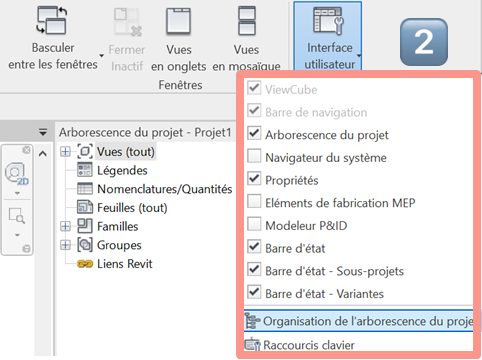 Basculer
entre les fenêtres
Fermer
Inactif
Vues
en onglets
Vues
en mosaïque
Interface
utilisateur
2
Fenêtres
ViewCube
Barre de navigation
Arborescence du projet
Navigateur du système
Propriétés
Eléments de fabrication MEP
Modeleur P&ID
Barre d'état
Barre d'état - Sous-projets
Barre d'état - Variantes
Organisation de l'arborescence du proje
Raccourcis clavier
Arborescence du projet - Projet1
Vues (tout)
Légendes
Nomenclatures/Quantités
Feuilles (tout)
Familles
Groupes
Liens Revit
2D